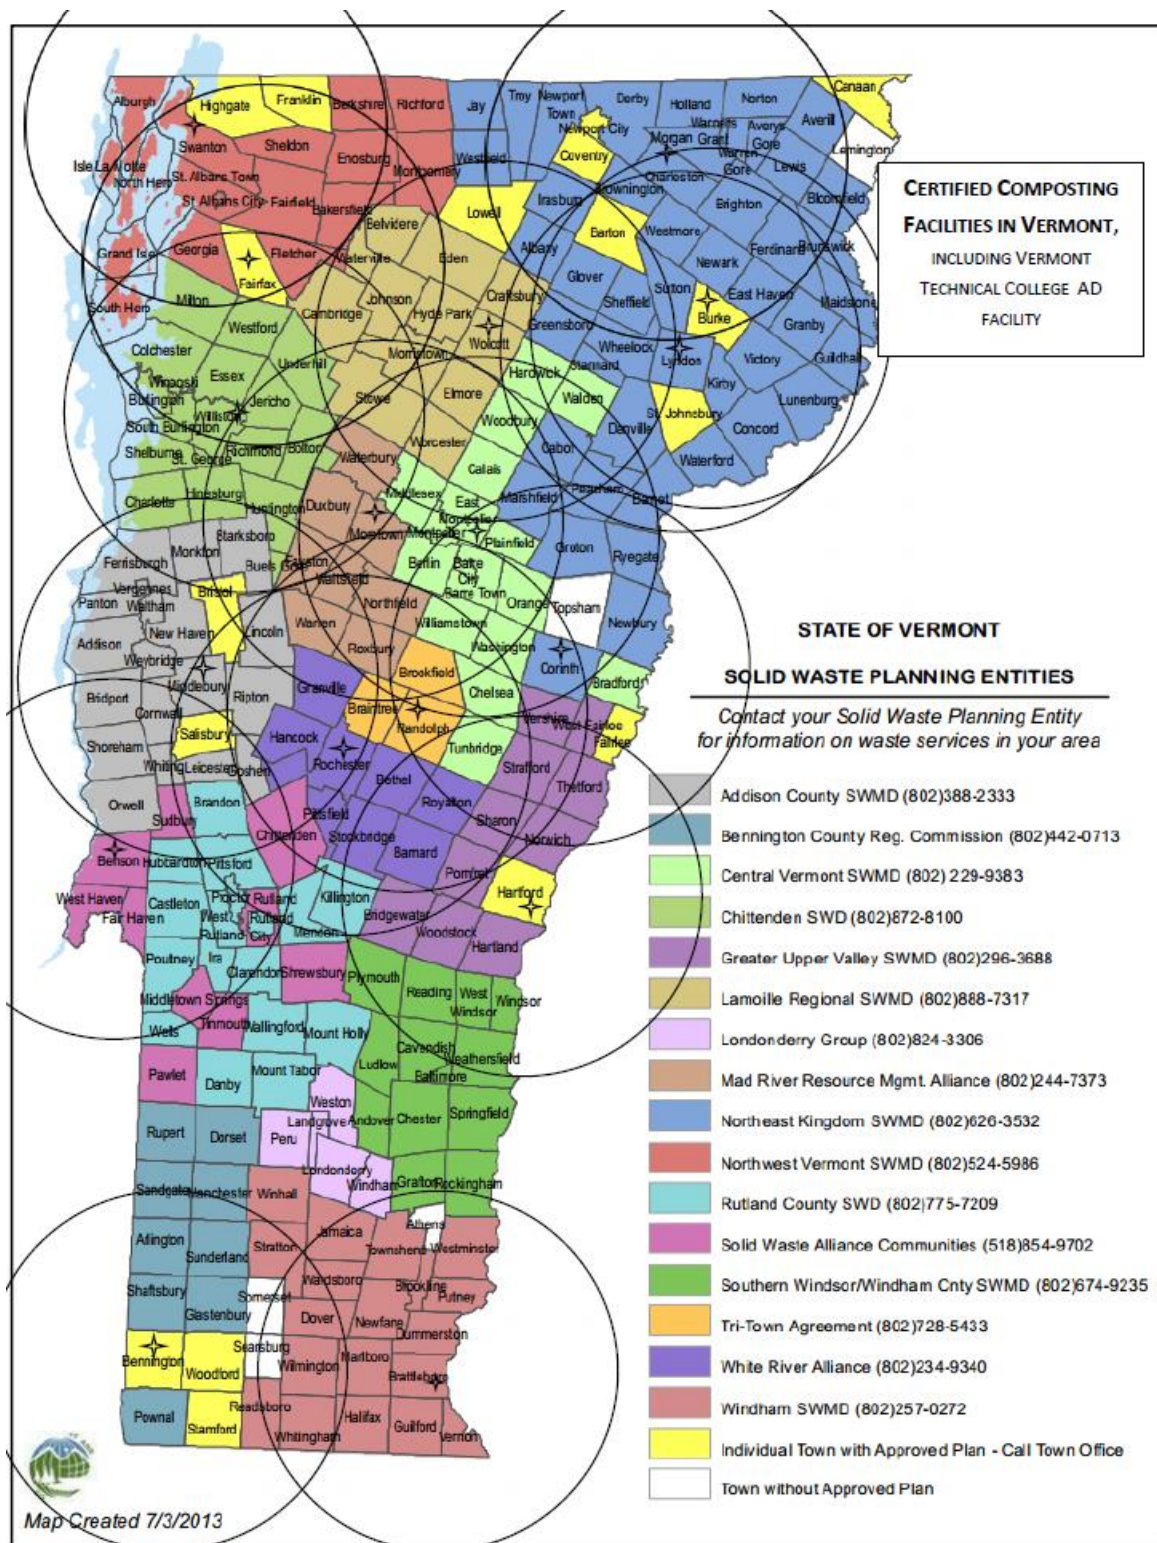 CERTIFIED COMPOSTING
FACILITIES IN VERMONT,
INCLUDING VERMONT
TECHNICAL COLLEGE AD
FACILITY
STATE OF VERMONT
SOLID WASTE PLANNING ENTITIES
Contact your Solid Waste Planning Entity
for information on waste services in your area
Addison County SWMD (802)388-2333
Bennington County Reg. Commission (802)442-0713
Central Vermont SWMD (802) 229-9383
Chittenden SWD (802)872-8100
Greater Upper Valley SWMD (802)296-3688
Lamoille Regional SWMD (802)888-7317
Londonderry Group (802)824-3306
Mad River Resource Mgmt. Alliance (802)244-7373
Northeast Kingdom SWMD (802)626-3532
Northwest Vermont SWMD (802)524-5986
Rutland County SWD (802)775-7209
Solid Waste Alliance Communities (518)854-9702
Southern Windsor/Windham Cnty SWMD (802)674-9235
Tri-Town Agreement (802)728-5433
White River Alliance (802)234-9340
Windham SWMD (802)257-0272
Individual Town with Approved Plan - Call Town Office
Town without Approved Plan
Alburgh
Highgate
Franklin
Berkshire
Richford
Jay
Troy
Newport
Town
Derby
Holland
Norton
Canaan
Averill
Lemington
Newport City
Morgan
Warners
Grant
Averys
Gore
Warren
Gore
Lewis
Swanton
Sheldon
Enosburg
Montgomery
Westfield
Coventry
Charleston
Brownington
Bloomfield
Isle La Motte
North Hero
St. Albans Town
St Albans City
Fairfield
Bakersfield
Belvidere
Lowell
Irasburg
Brighton
Barton
Westmore
Ferdinand
Brunswick
Grand Isle
Georgia
Fairfax
Fletcher
Waterville
Eden
Albany
Glover
Newark
South Hero
Milton
Westford
Cambridge
Johnson
Hyde Park
Craftsbury
Sheffield
Sutton
East Haven
Maidstone
Burke
Granby
Colchester
Essex
Underhill
Morristown
Wolcott
Greensboro
Wheelock
Lyndon
Victory
Guildhall
Winooski
Burlington
Williston
Jericho
Stowe
Elmore
Hardwick
Stannard
Walden
Kirby
Lunenburg
South Burlington
Shelburne
St. George
Richmond
Bolton
Waterbury
Worcester
Woodbury
Danville
St. Johnsbury
Concord
Waterford
Charlotte
Hinesburg
Huntington
Duxbury
Middlesex
Calais
Cabot
Marshfield
Peacham
Barnet
East
Montpelier
Moretown
Montpelier
Plainfield
Groton
Ryegate
Ferrisburgh
Monkton
Starksboro
Buels Gore
Fayston
Waitsfield
Berlin
Barre
City
Barre Town
Orange
Topsham
Newbury
Vergennes
Panton
Waltham
Bristol
New Haven
Lincoln
Warren
Northfield
Roxbury
Williamstown
Washington
Corinth
Bradford
Addison
Weybridge
Middlebury
Ripton
Granville
Brookfield
Chelsea
Bridport
Cornwall
Braintree
Randolph
Vershire
West Fairlee
Fairlee
Shoreham
Salisbury
Hancock
Rochester
Tunbridge
Strafford
Thetford
Whiting
Leicester
Goshen
Bethel
Orwell
Sudbury
Brandon
Chittenden
Pittsfield
Stockbridge
Royalton
Sharon
Norwich
Benson
Hubbardton
Pittsford
Barnard
Pomfret
Hartford
West Haven
Fair Haven
Castleton
Proctor
Rutland
West
Rutland
Rutland
City
Killington
Mendon
Bridgewater
Woodstock
Hartland
Poultney
Ira
Clarendon
Shrewsbury
Plymouth
Reading
West
Windsor
Windsor
Middletown Springs
Tinmouth
Wells
Wallingford
Mount Holly
Ludlow
Cavendish
Weathersfield
Baltimore
Pawlet
Danby
Mount Tabor
Weston
Andover
Chester
Springfield
Rupert
Dorset
Peru
Landgrove
Londonderry
Windham
Grafton
Rockingham
Sandgate
Manchester
Winhall
Jamaica
Athens
Townshend
Westminster
Arlington
Sunderland
Stratton
Wardsboro
Brookline
Putney
Shaftsbury
Glastenbury
Somerset
Dover
Newfane
Dummerston
Bennington
Woodford
Searsburg
Wilmington
Marlboro
Brattleboro
Pownal
Stamford
Readsboro
Whitingham
Halifax
Guilford
Vernon
Map Created 7/3/2013